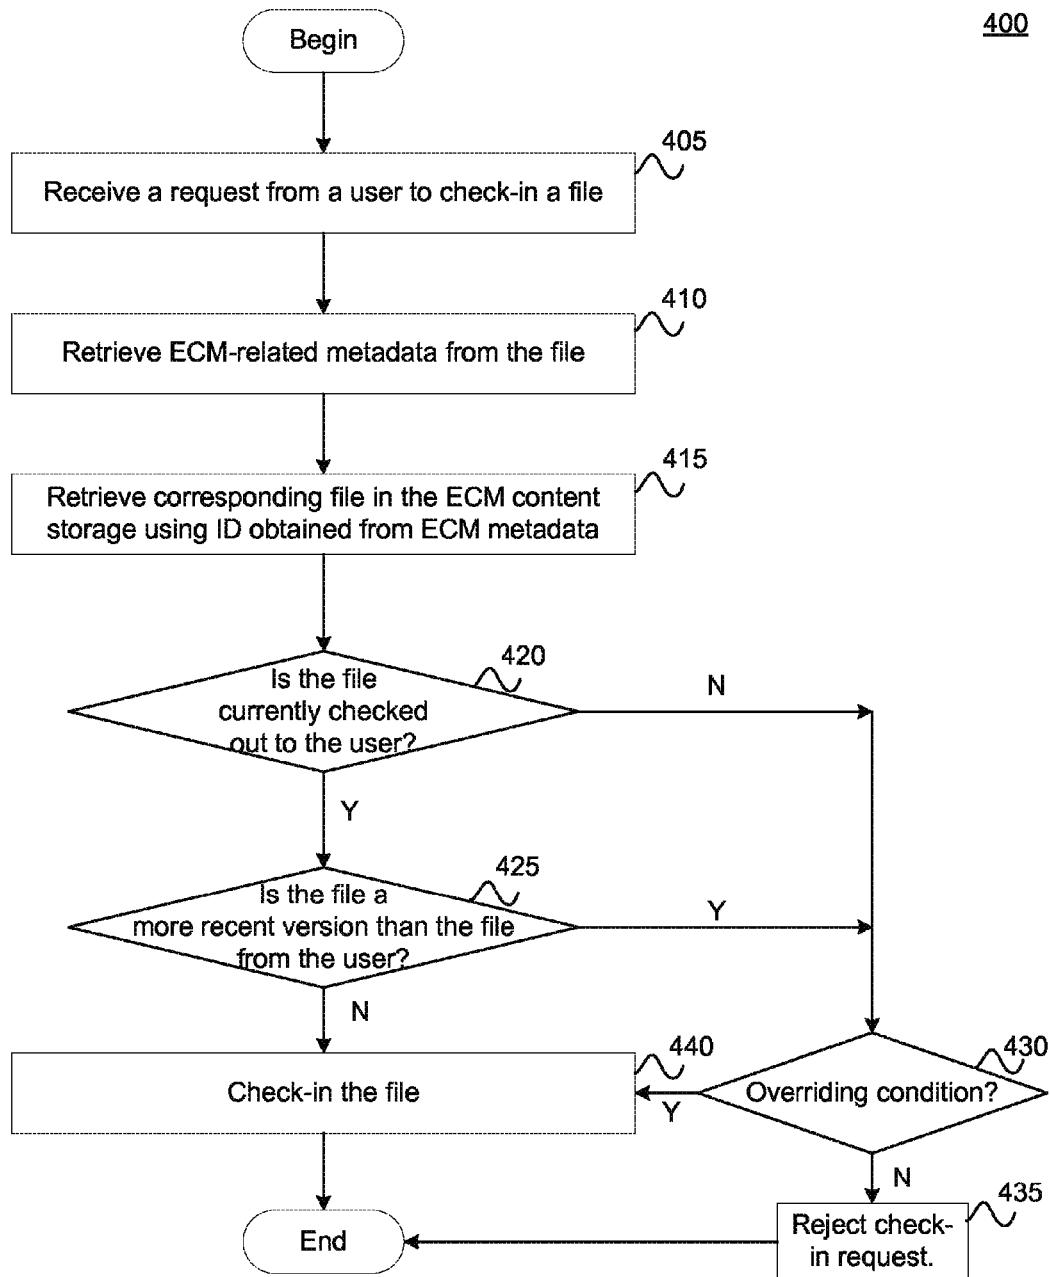 400
Begin
405
Receive a request from a user to check-in a file
410
Retrieve ECM-related metadata from the file
415
Retrieve corresponding file in the ECM content
storage using ID obtained from ECM metadata
420
Is the file
currently checked
out to the user?
N
Y
425
Is the file a
more recent version than the file
from the user?
Y
N
440
Check-in the file
430
Overriding condition?
Y
N
435
Reject check-
in request.
End